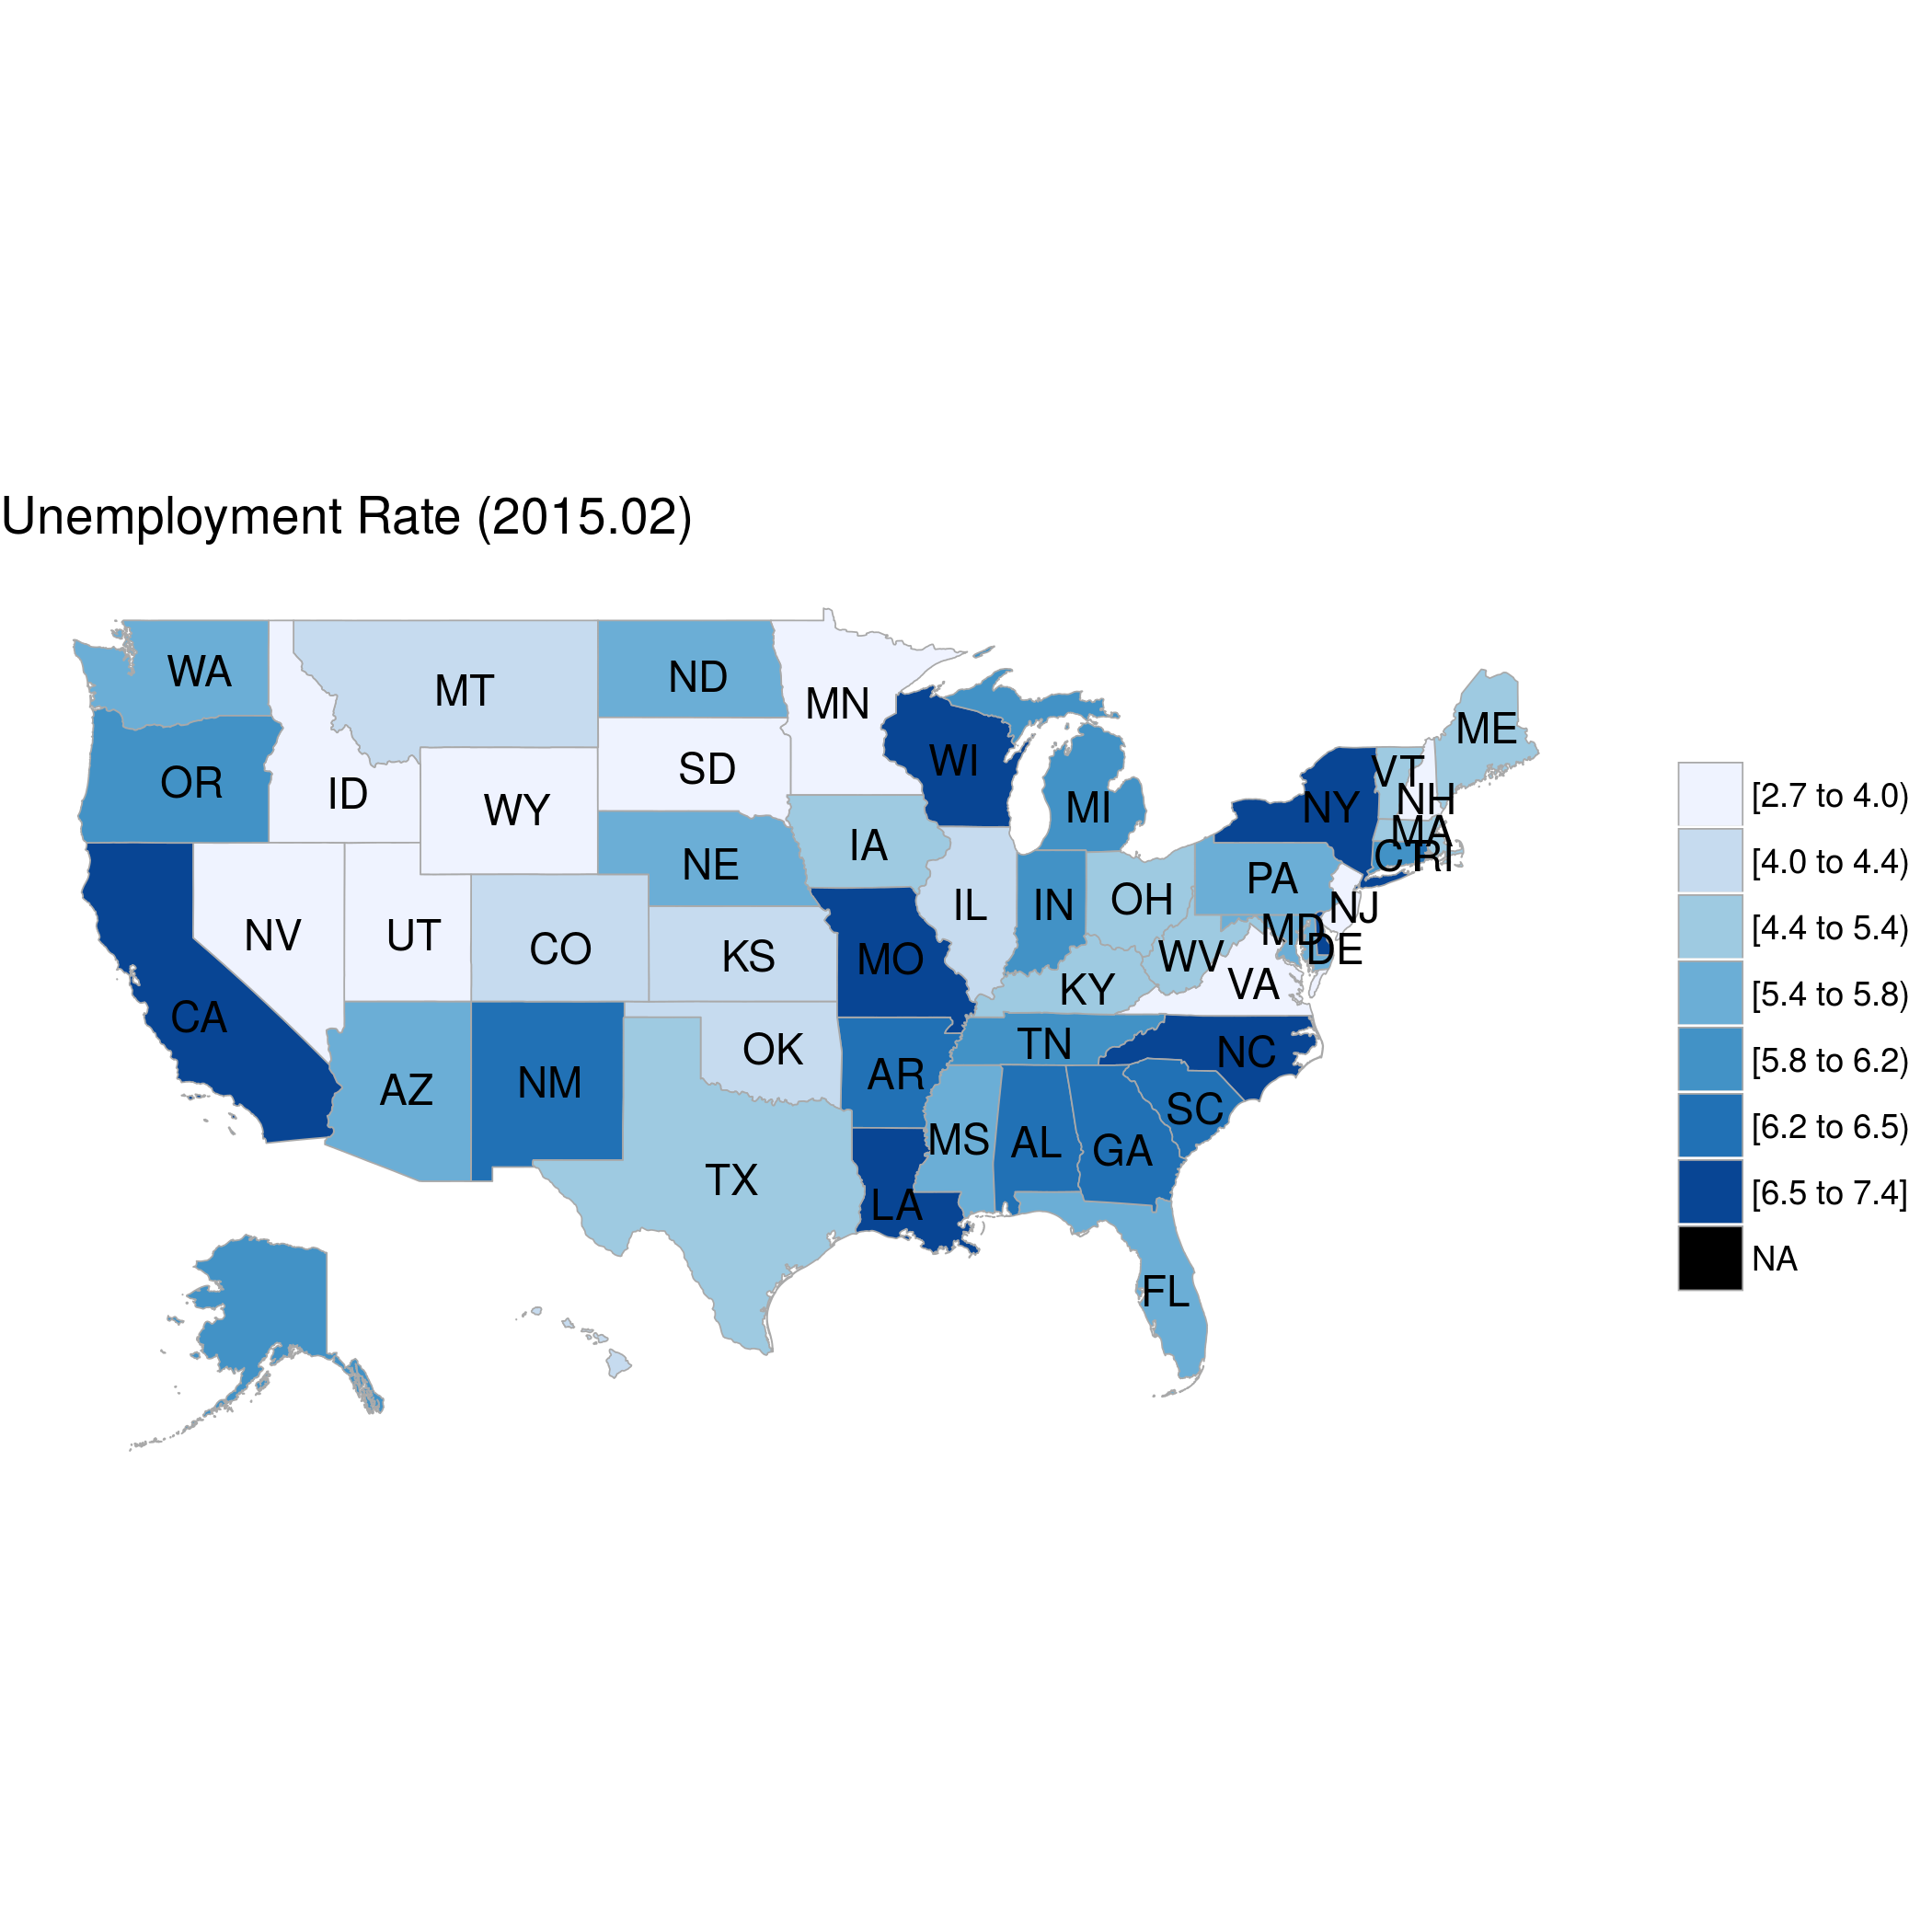 Unemployment Rate (2015.02)
WA
MT
ND
MN
ME
OR
ID
WY
SD
WI
MI
VT
NH
NY
MA
CT
RI
NE
IA
PA
NV
UT
CO
KS
MO
IL
IN
OH
NJ
MD
DE
WV
VA
KY
CA
AZ
NM
OK
AR
TN
NC
SC
TX
LA
MS
AL
GA
FL
[2.7 to 4.0)
[4.0 to 4.4)
[4.4 to 5.4)
[5.4 to 5.8)
[5.8 to 6.2)
[6.2 to 6.5)
[6.5 to 7.4]
NA